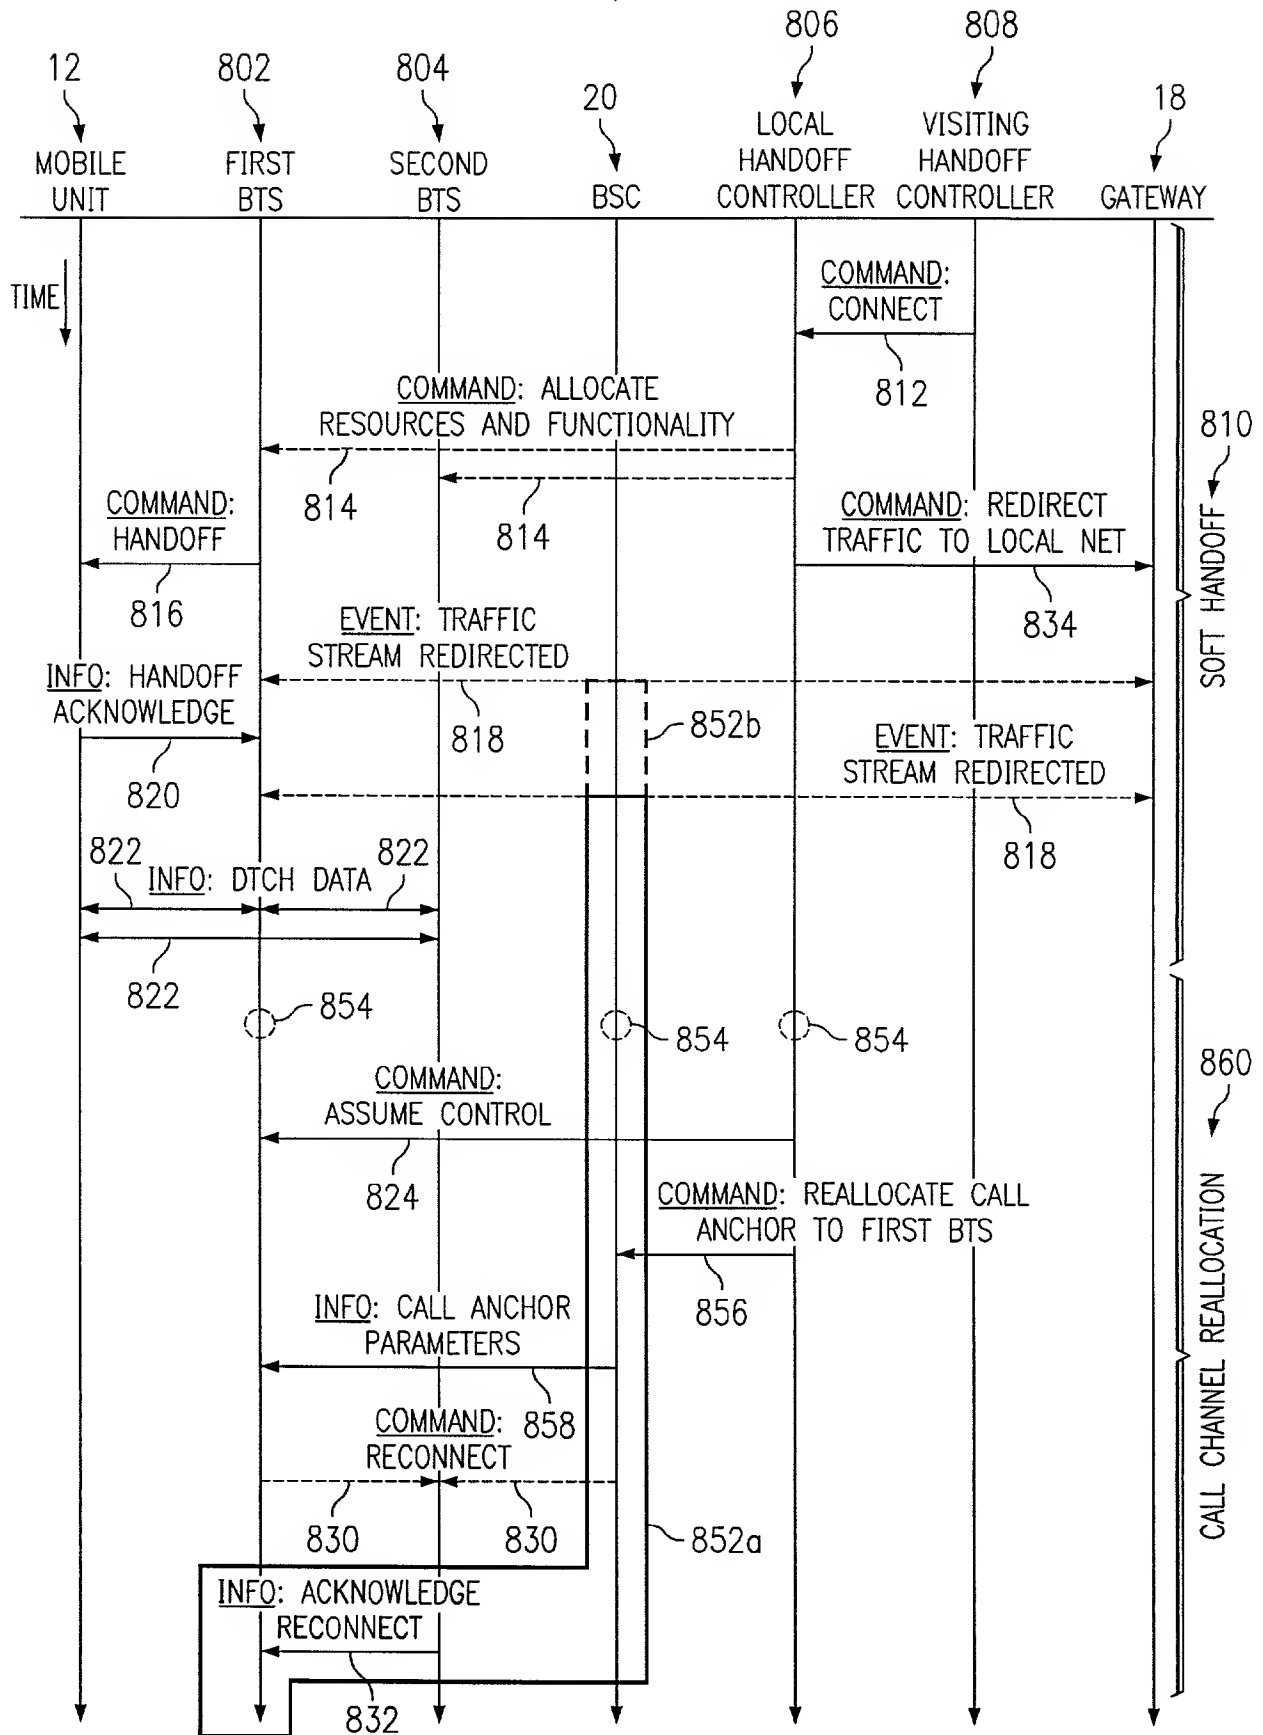 806
808
12
802
804
20
18
MOBILE
UNIT
FIRST
BTS
SECOND
BTS
BSC
LOCAL
HANDOFF
CONTROLLER
VISITING
HANDOFF
CONTROLLER
GATEWAY
TIME
COMMAND:
CONNECT
812
COMMAND: ALLOCATE
RESOURCES AND FUNCTIONALITY
814
814
COMMAND:
HANDOFF
816
COMMAND: REDIRECT
TRAFFIC TO LOCAL NET
834
810
SOFT HANDOFF
EVENT: TRAFFIC
STREAM REDIRECTED
818
INFO: HANDOFF
ACKNOWLEDGE
820
852b
EVENT: TRAFFIC
STREAM REDIRECTED
818
822
822
INFO: DTCH DATA
822
854
854
854
COMMAND:
ASSUME CONTROL
824
860
CALL CHANNEL REALLOCATION
COMMAND: REALLOCATE CALL
ANCHOR TO FIRST BTS
856
INFO: CALL ANCHOR
PARAMETERS
858
COMMAND:
RECONNECT
830
830
852a
INFO: ACKNOWLEDGE
RECONNECT
832